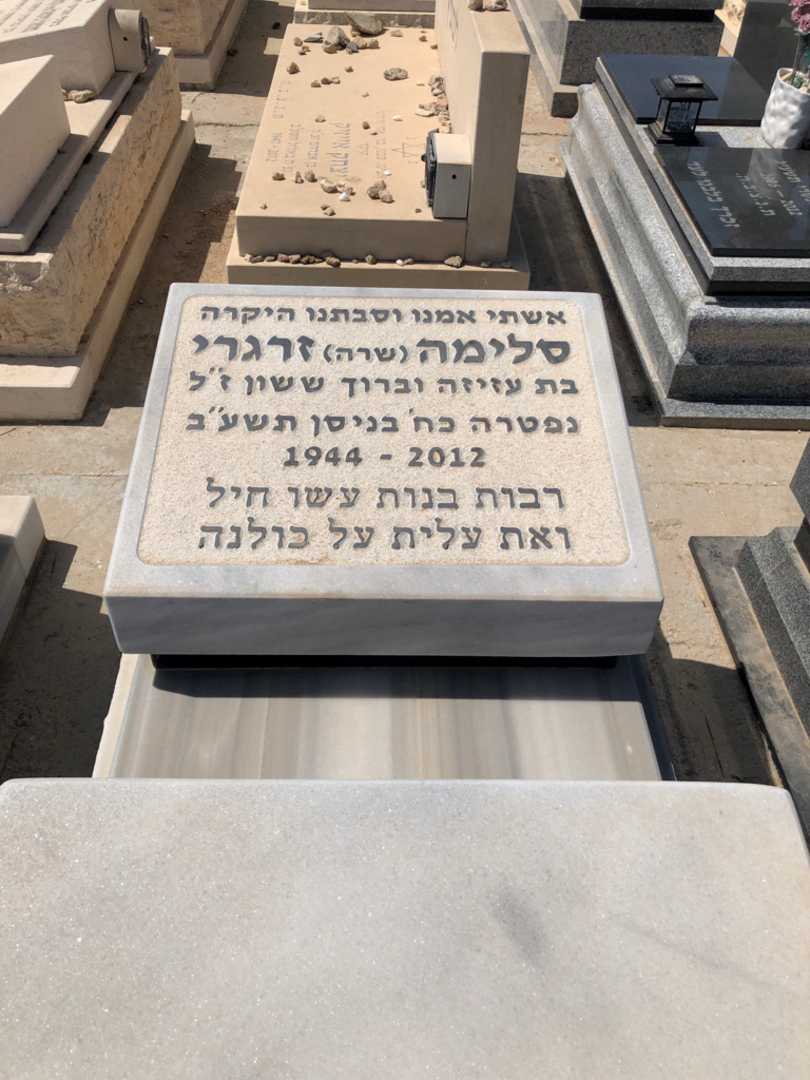 אשתי אמנו וסבתנו היקרה
סלימה (שרה) זרגרי
בת עזיזה וברוך ששון ז״ל
נפטרה כח׳ בניסן תשע״ב
1944 - 2012
רבות בנות עשו חיל
ואת עלית על כולנה